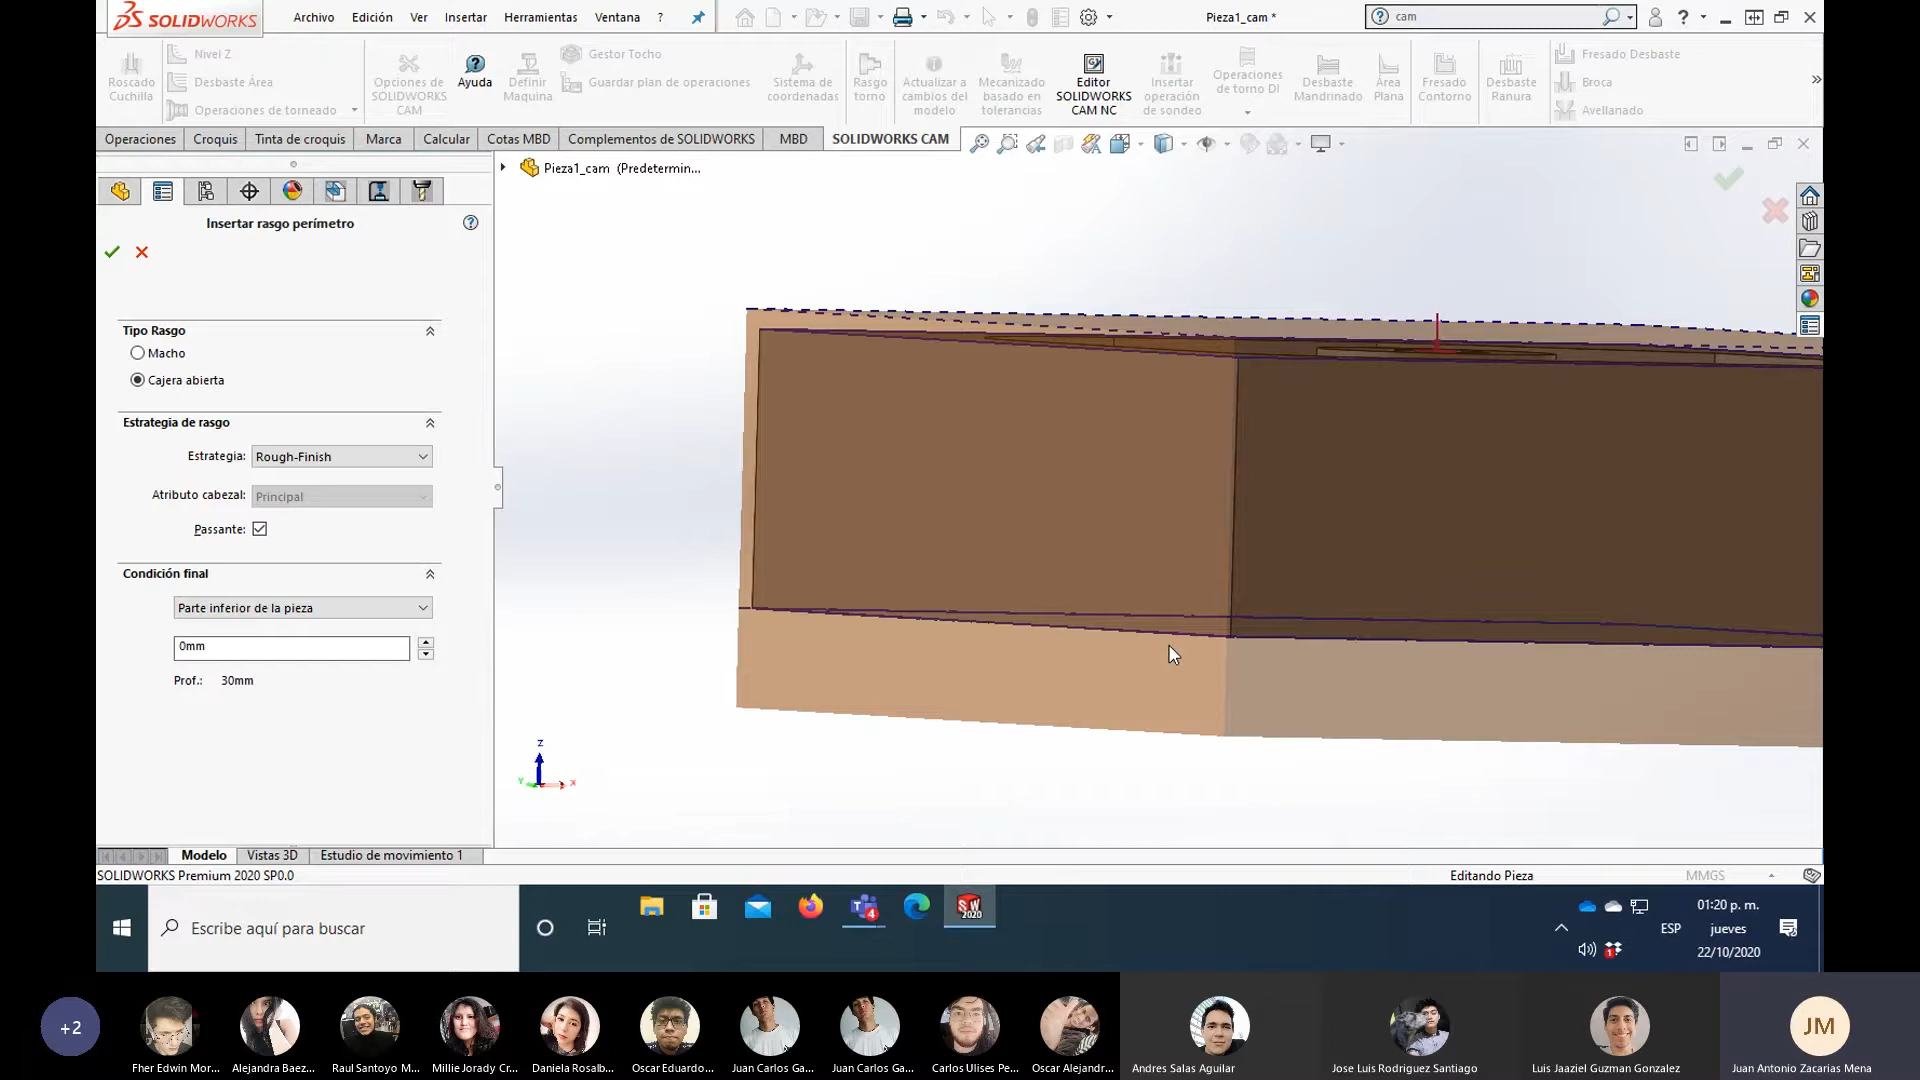 SOLIDWORKS
Archivo Edición Ver Insertar Herramientas Ventana ?
Pieza1_cam *
cam
Roscado Cuchilla
Nivel Z
Desbaste Área
Operaciones de torneado
Opciones de SOLIDWORKS CAM
Ayuda
Definir Maquina
Gestor Tocho
Guardar plan de operaciones
Sistema de coordenadas
Rasgo torno
Actualizar a cambios del modelo
Mecanizado basado en tolerancias
Editor SOLIDWORKS CAM NC
Insertar operación de sondeo
Operaciones de torno DI
Desbaste Mandrinado
Área Plana
Fresado Contorno
Desbaste Ranura
Fresado Desbaste
Broca
Avellanado
Operaciones Croquis Tinta de croquis Marca Calcular Cotas MBD Complementos de SOLIDWORKS MBD SOLIDWORKS CAM
Pieza1_cam (Predetermin...
Insertar rasgo perímetro
Tipo Rasgo
Macho
Cajera abierta
Estrategia de rasgo
Estrategia: Rough-Finish
Atributo cabezal: Principal
Passante:
Condición final
Parte inferior de la pieza
0mm
Prof.: 30mm
Z
Y X
Modelo Vistas 3D Estudio de movimiento 1
SOLIDWORKS Premium 2020 SP0.0
Editando Pieza MMGS
Escribe aquí para buscar
4
SW 2020
ESP
1
01:20 p. m.
jueves
22/10/2020
+2
JM
Fher Edwin Mor... Alejandra Baez... Raul Santoyo M... Millie Jorady Cr... Daniela Rosalb... Oscar Eduardo... Juan Carlos Ga... Juan Carlos Ga... Carlos Ulises Pe... Oscar Alejandr... Andres Salas Aguilar Jose Luis Rodriguez Santiago Luis Jaaziel Guzman Gonzalez Juan Antonio Zacarias Mena